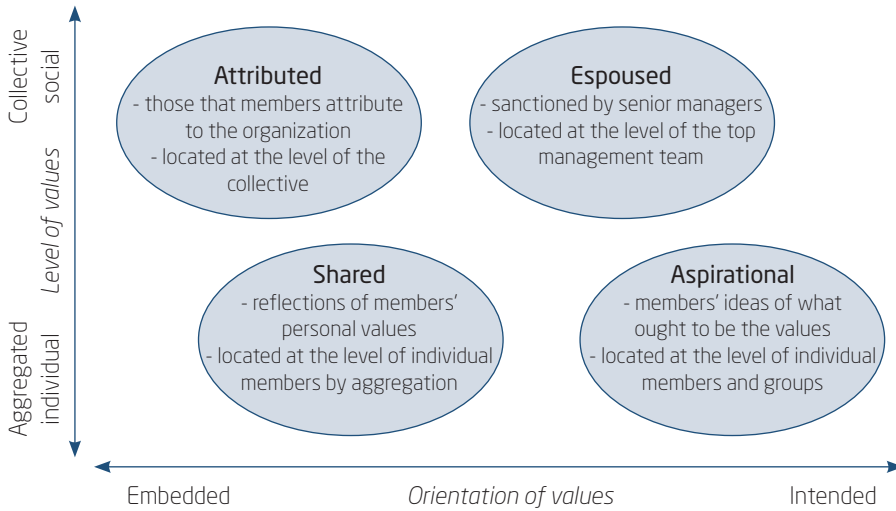 Collective
social
Level of values
Aggregated
individual
Attributed
- those that members attribute
to the organization
- located at the level of the
collective
Espoused
- sanctioned by senior managers
- located at the level of the top
management team
Shared
- reflections of members’
personal values
- located at the level of individual
members by aggregation
Aspirational
- members’ ideas of what
ought to be the values
- located at the level of individual
members and groups
Embedded
Orientation of values
Intended